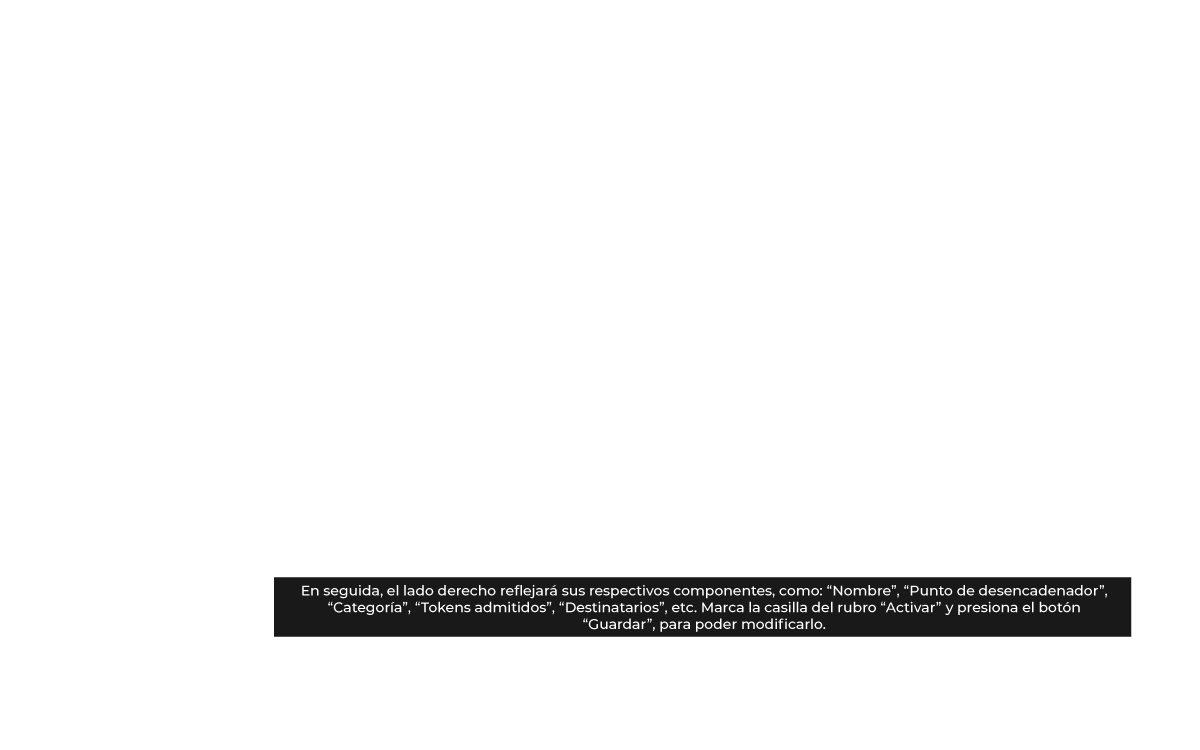 En seguida, el lado derecho reflejará sus respectivos componentes, como: “Nombre”, “Punto de desencadenador”,
“Categoría”, “Tokens admitidos”, “Destinatarios”, etc. Marca la casilla del rubro “Activar” y presiona el botón
“Guardar”, para poder modificarlo.